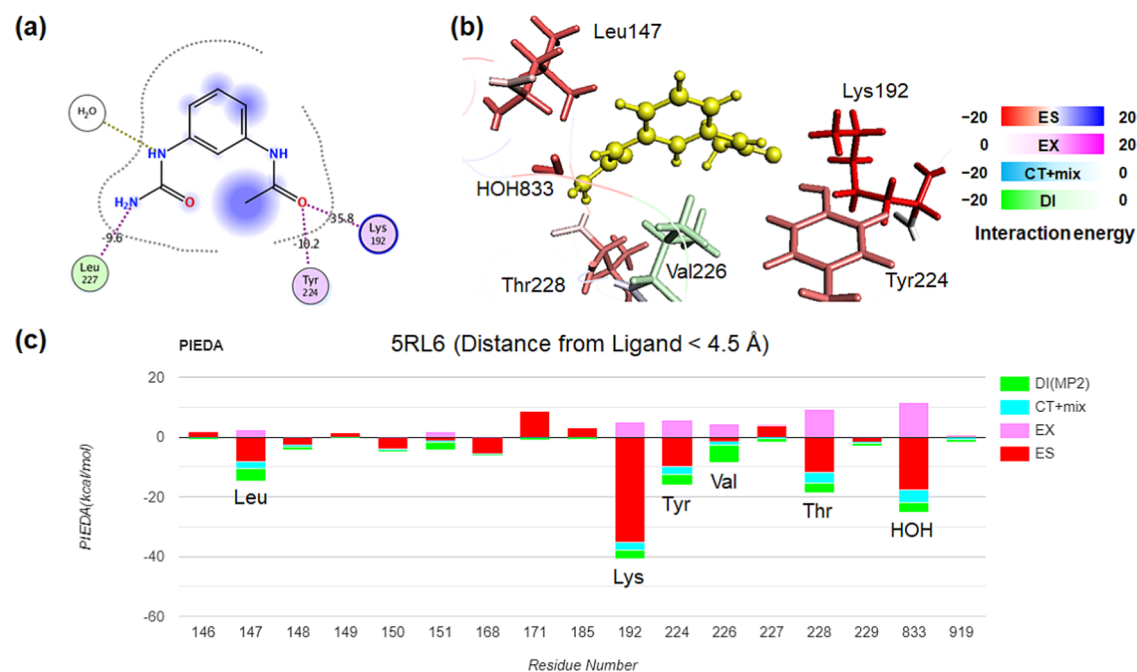 (a)
H₂O
NH
NH
H₂N
O
O
-9.6
-10.2
-35.8
Lys
192
Leu
227
Tyr
224
(b)
Leu147
Lys192
HOH833
Thr228
Val226
Tyr224
−20 ES 20
0 EX 20
−20 CT+mix 0
−20 DI 0
Interaction energy
(c)
PIEDA
5RL6 (Distance from Ligand < 4.5 Å)
PIEDA(kcal/mol)
20
0
-20
-40
-60
Leu
Lys
Tyr
Val
Thr
HOH
DI(MP2)
CT+mix
EX
ES
146 147 148 149 150 151 168 171 185 192 224 226 227 228 229 833 919
Residue Number